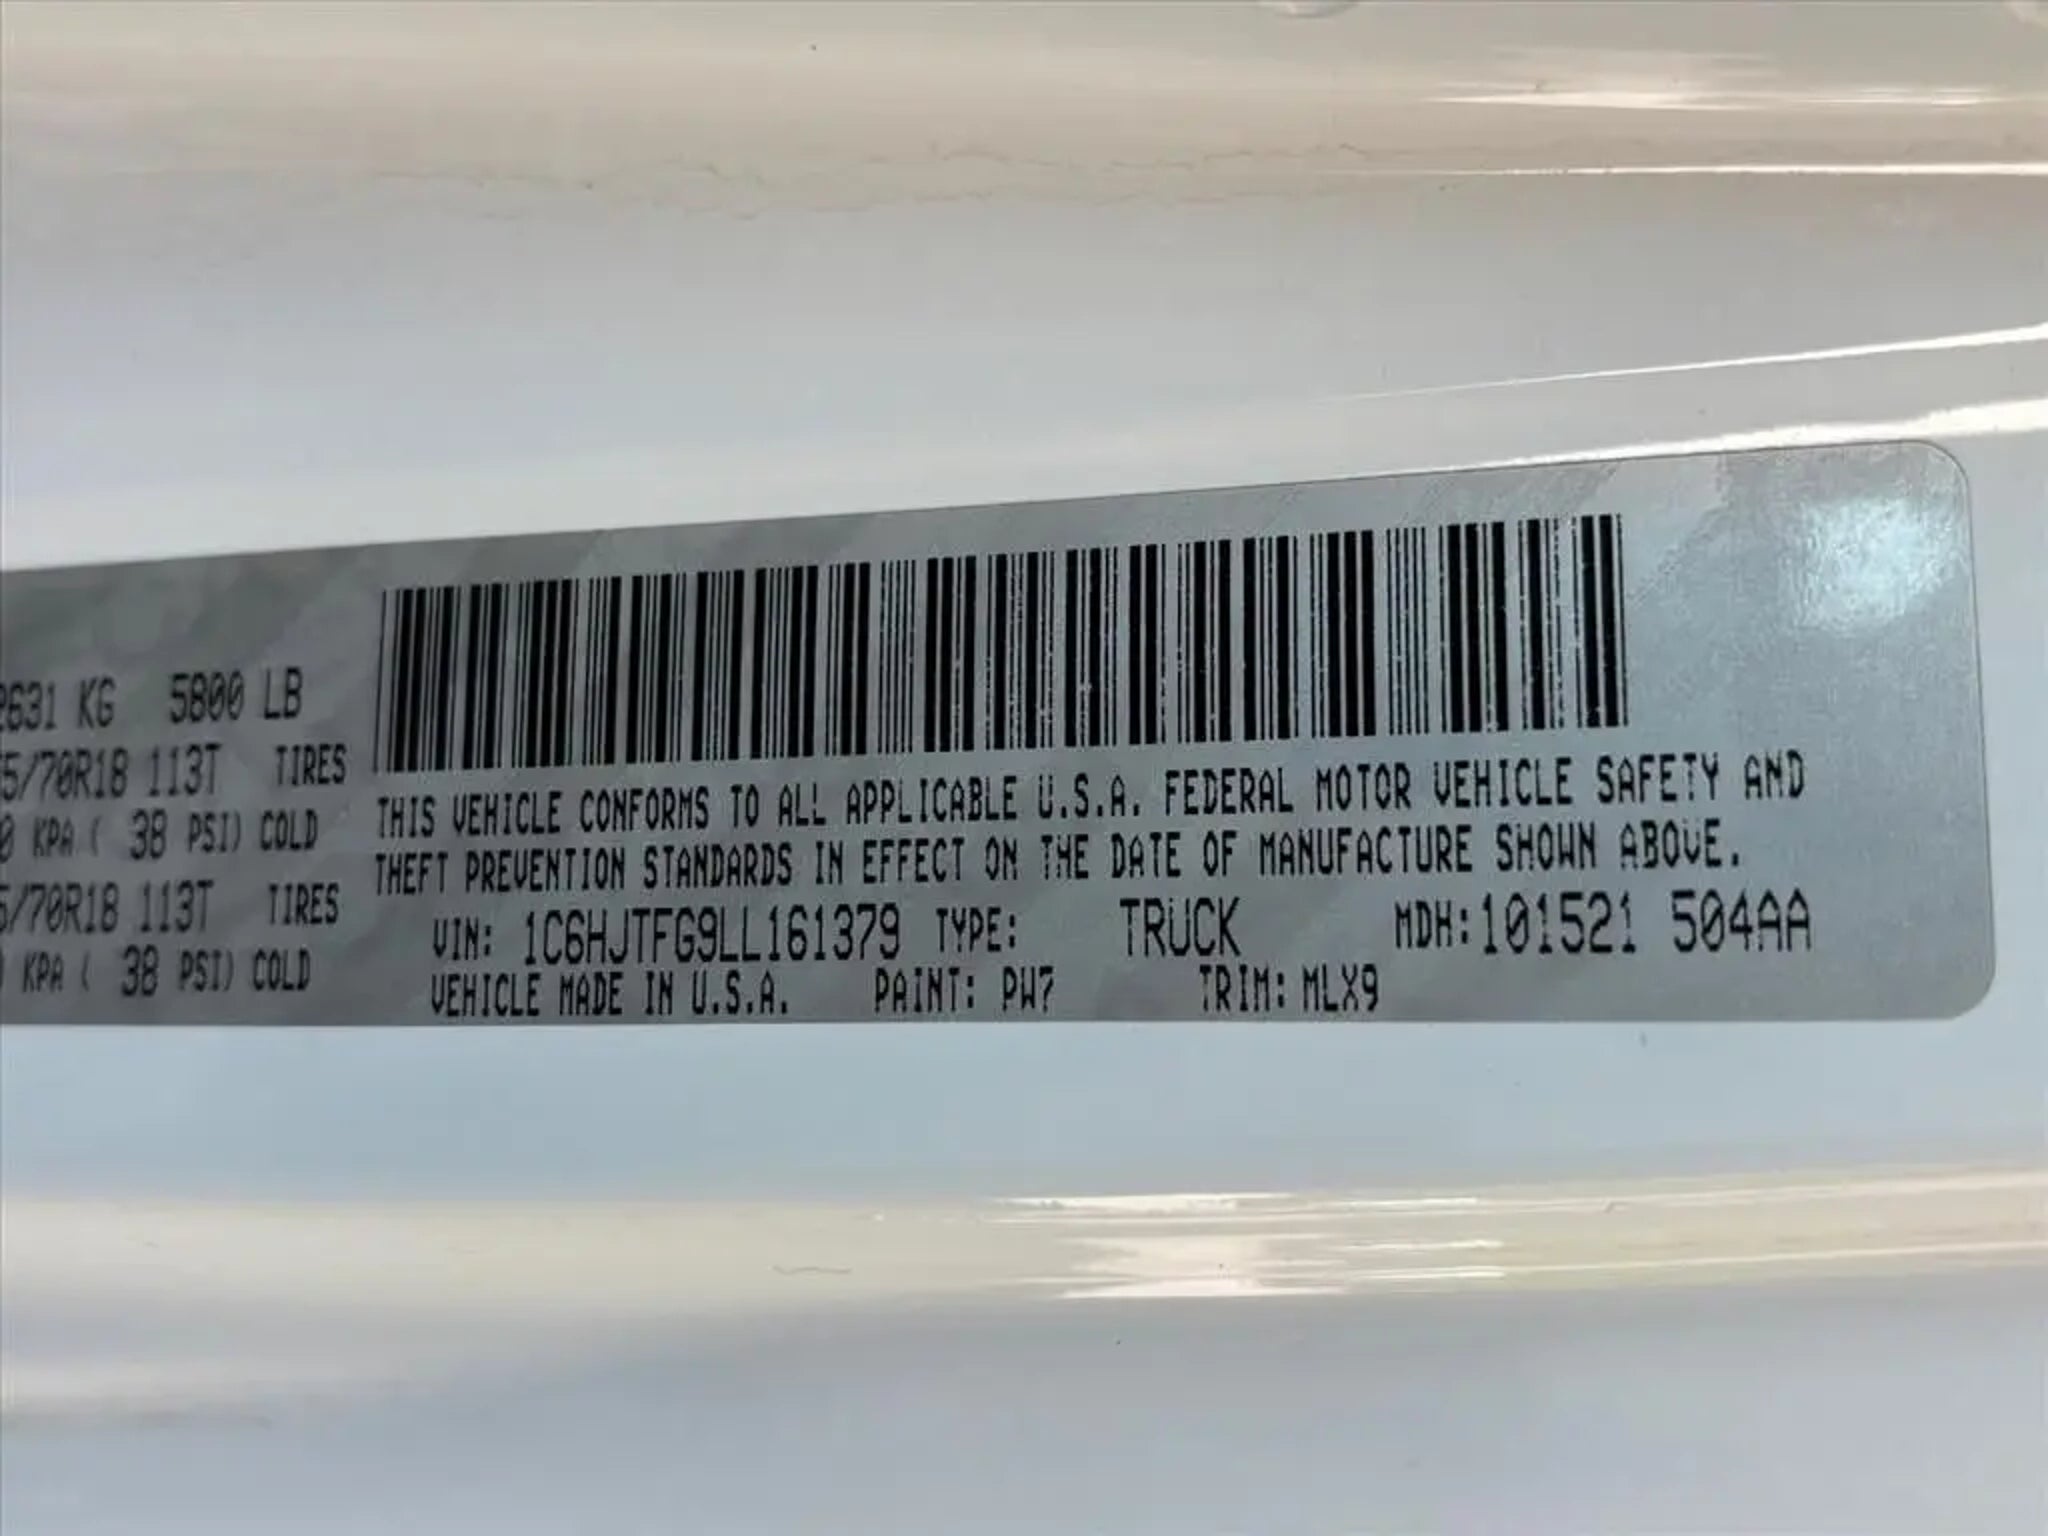 2631 KG 5800 LB
5/70R18 113T TIRES
0 KPA ( 38 PSI) COLD
5/70R18 113T TIRES
KPA ( 38 PSI) COLD
THIS VEHICLE CONFORMS TO ALL APPLICABLE U.S.A. FEDERAL MOTOR VEHICLE SAFETY AND
THEFT PREVENTION STANDARDS IN EFFECT ON THE DATE OF MANUFACTURE SHOWN ABOVE.
VIN: 1C6HJTFG9LL161379 TYPE: TRUCK MDH:101521 504AA
VEHICLE MADE IN U.S.A. PAINT: PW7 TRIM: MLX9